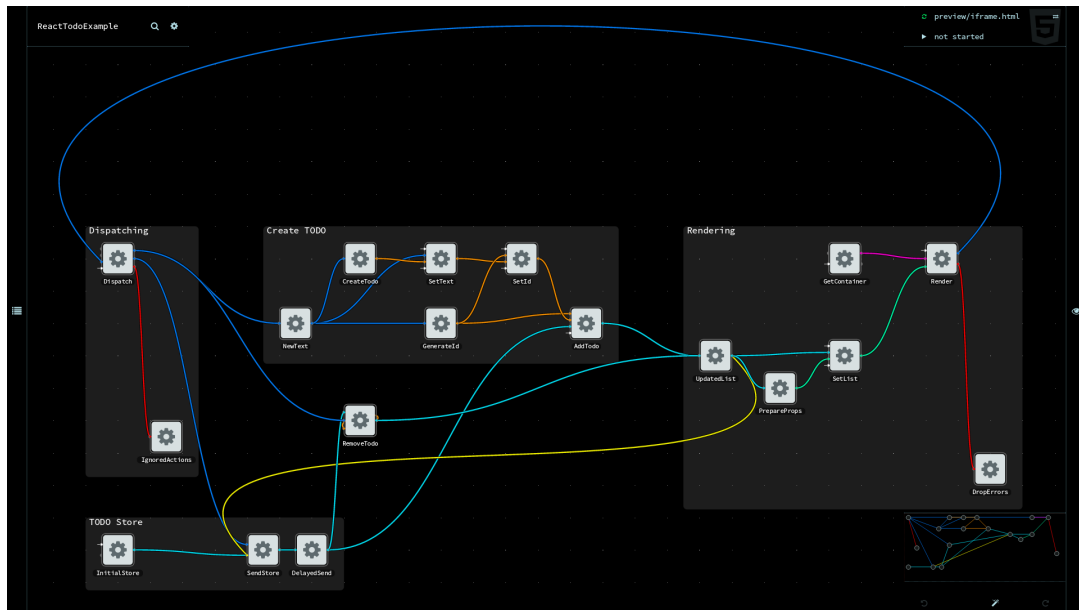 ReactTodoExample
preview/iframe.html
not started
Dispatching
Create TODO
Rendering
Dispatch
CreateTodo
SetText
SetId
GetContainer
Render
NewText
GenerateId
AddTodo
UpdatedList
SetList
PrepareProps
RemoveTodo
IgnoredActions
DropErrors
TODO Store
InitialStore
SendStore
DelayedSend
5